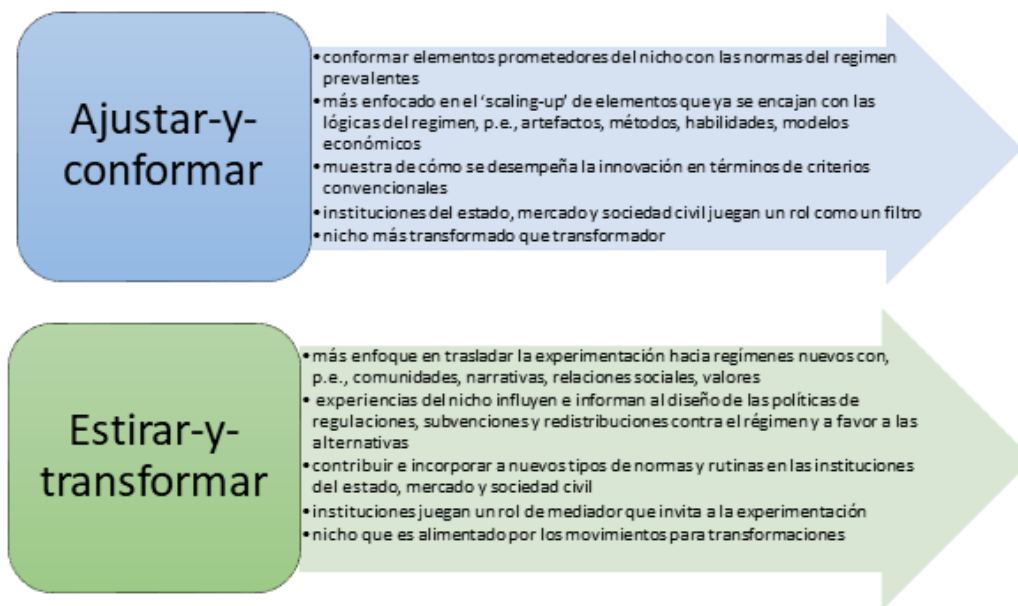 Ajustar-y-
conformar
•conformar elementos prometedores del nicho con las normas del regimen
prevalentes
•más enfocado en el ‘scaling-up’ de elementos que ya se encajan con las
lógicas del regimen, p.e., artefactos, métodos, habilidades, modelos
económicos
•muestra de cómo se desempeña la innovación en términos de criterios
convencionales
•instituciones del estado, mercado y sociedad civil juegan un rol como un filtro
•nicho más transformado que transformador
Estirar-y-
transformar
•más enfoque en trasladar la experimentación hacia regímenes nuevos con,
p.e., comunidades, narrativas, relaciones sociales, valores
• experiencias del nicho influyen e informan al diseño de las políticas de
regulaciones, subvenciones y redistribuciones contra el régimen y a favor a las
alternativas
•contribuir e incorporar a nuevos tipos de normas y rutinas en las instituciones
del estado, mercado y sociedad civil
•instituciones juegan un rol de mediador que invita a la experimentación
•nicho que es alimentado por los movimientos para transformaciones